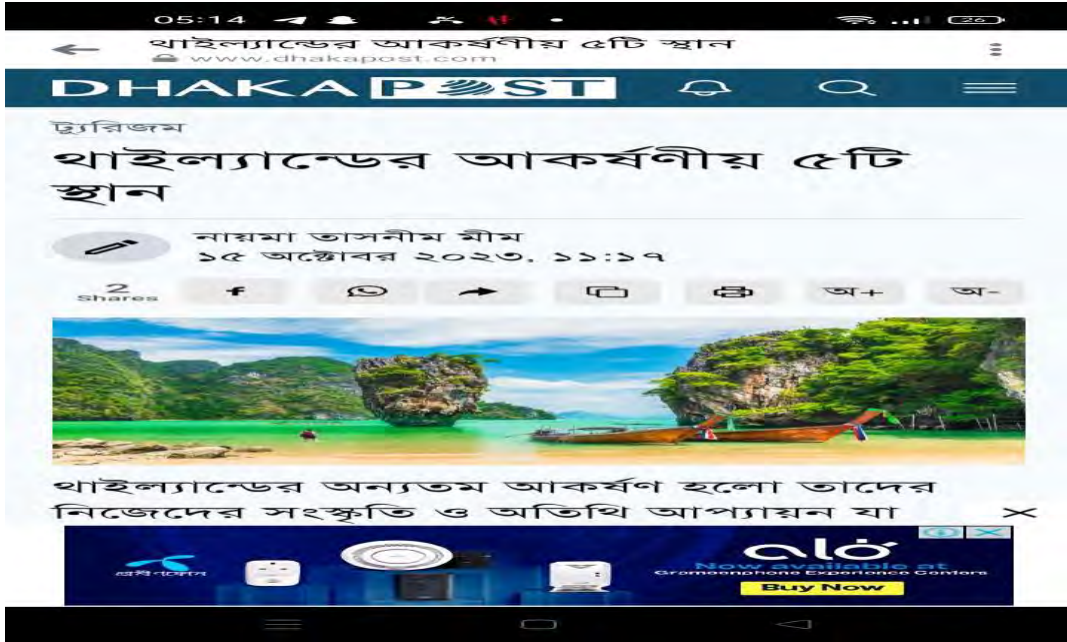 05:14
26
থাইল্যান্ডের আকর্ষণীয় ৫টি স্থান
www.dhakapost.com
DHAKA POST
ট্যুরিজম
থাইল্যান্ডের আকর্ষণীয় ৫টি
স্থান
নায়মা তাসনীম মীম
১৫ অক্টোবর ২০২৩, ১১:১৭
2
Shares
অ+ অ-
থাইল্যান্ডের অন্যতম আকর্ষণ হলো তাদের
নিজেদের সংস্কৃতি ও অতিথি আপ্যায়ন যা
গ্রামীণফোন
alo
Now available at
Grameenphone Experience Centers
Buy Now